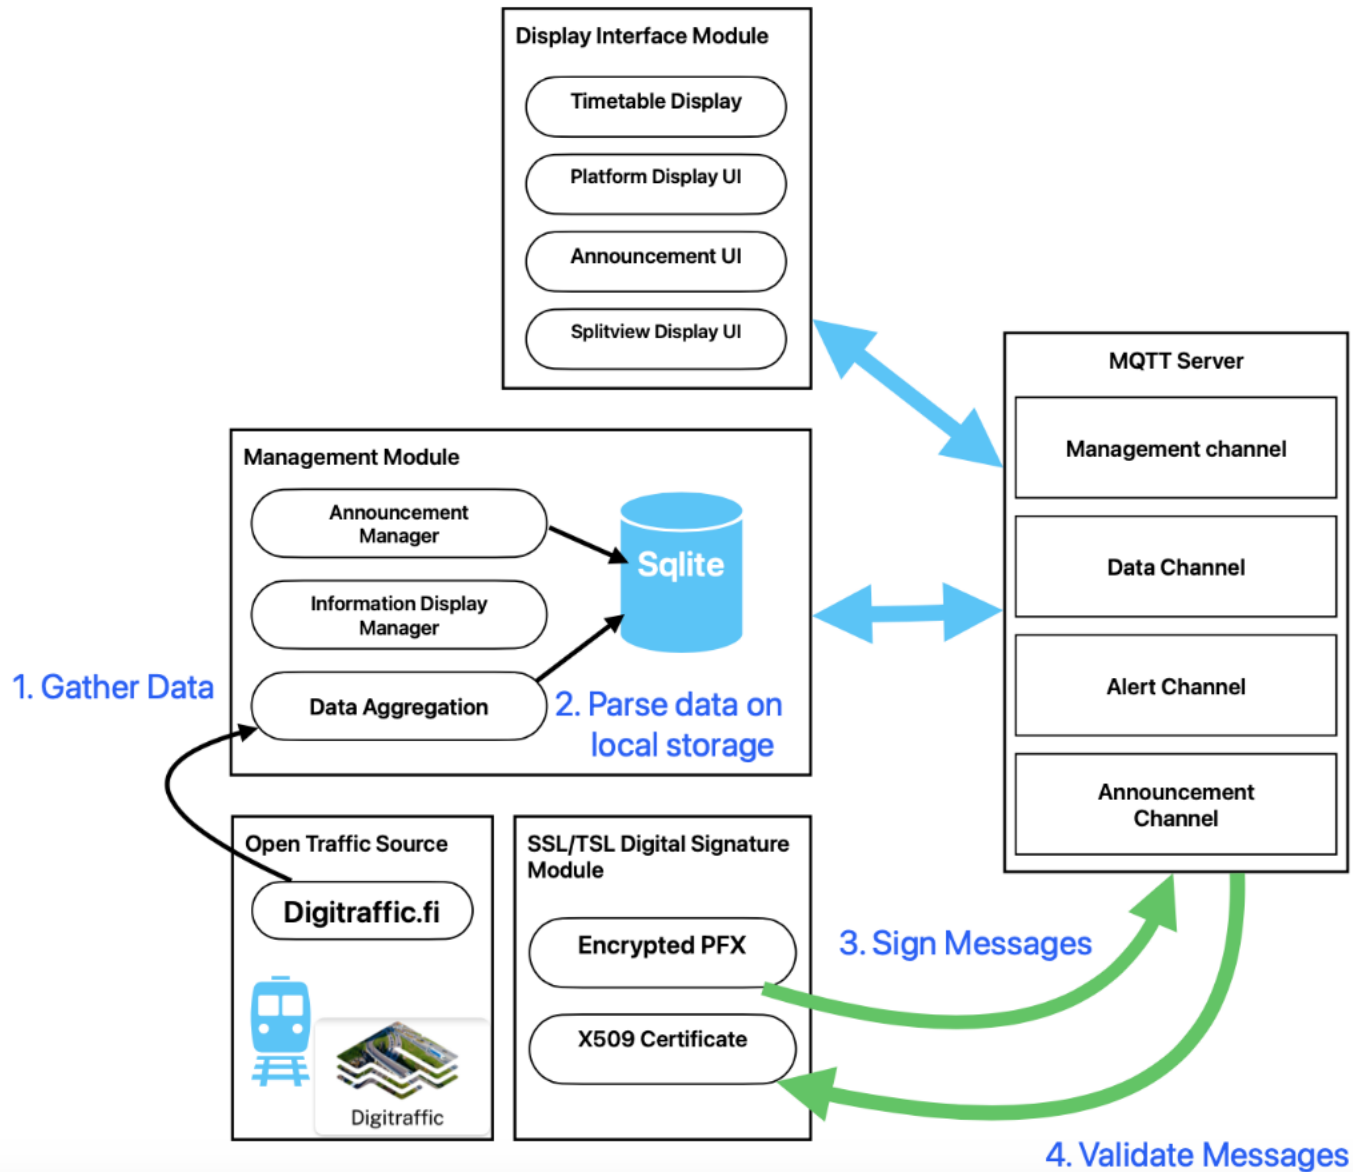 Display Interface Module
Timetable Display
Platform Display UI
Announcement UI
Splitview Display UI
MQTT Server
Management channel
Data Channel
Alert Channel
Announcement
Channel
Management Module
Announcement
Manager
Information Display
Manager
Data Aggregation
Sqlite
1. Gather Data
2. Parse data on
local storage
Open Traffic Source
Digitraffic.fi
Digitraffic
SSL/TSL Digital Signature
Module
Encrypted PFX
X509 Certificate
3. Sign Messages
4. Validate Messages